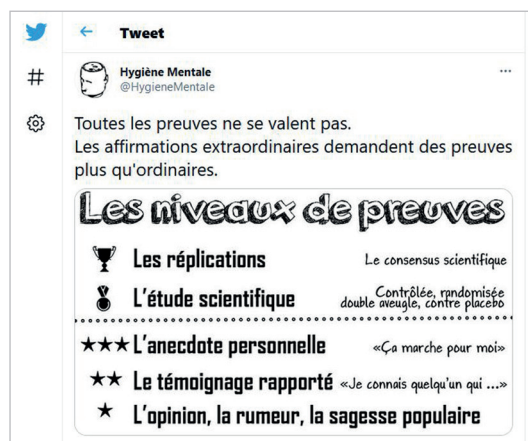 Tweet
Hygiène Mentale
@HygieneMentale
Toutes les preuves ne se valent pas.
Les affirmations extraordinaires demandent des preuves
plus qu'ordinaires.
Les niveaux de preuves
Les réplications Le consensus scientifique
L'étude scientifique Contrôlée, randomisée
double aveugle, contre placebo
L'anecdote personnelle «Ça marche pour moi»
Le témoignage rapporté «Je connais quelqu'un qui ...»
L'opinion, la rumeur, la sagesse populaire